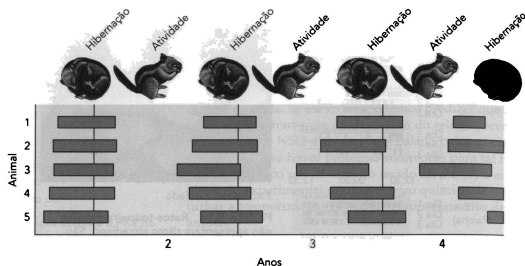 Hibernação
Atividade
Hibernação
Atividade
Hibernação
Atividade
Hibernação
Animal
1
2
3
4
5
2
3
4
Anos